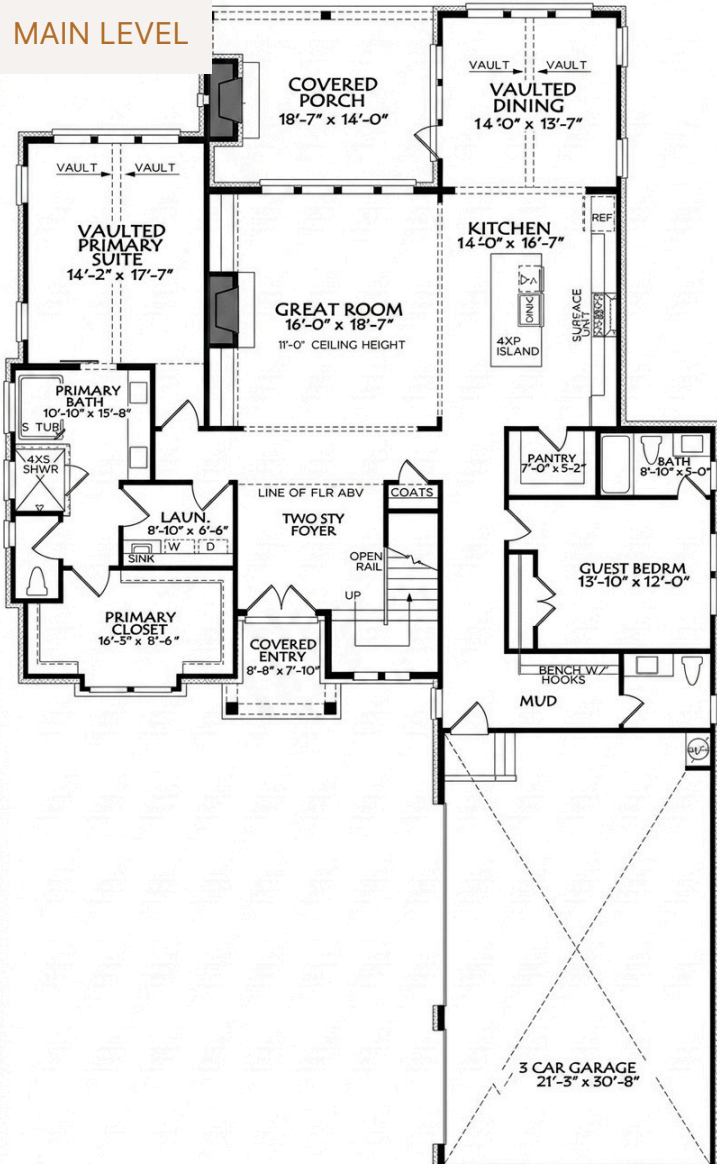 MAIN LEVEL
COVERED
PORCH
18'-7" x 14'-0"
VAULT
VAULT
VAULTED
DINING
14'-0" x 13'-7"
VAULT
VAULT
VAULTED
PRIMARY
SUITE
14'-2" x 17'-7"
KITCHEN
14'-0" x 16'-7"
REF
DINK
SURFACE
UNIT
4XP
ISLAND
GREAT ROOM
16'-0" x 18'-7"
11'-0" CEILING HEIGHT
PRIMARY
BATH
10'-10" x 15'-8"
S TUB
4XS
SHWR
PANTRY
7'-0" x 5'-2"
BATH
8'-10" x 5'-0"
LINE OF FLR ABV
COATS
LAUN.
8'-10" x 6'-6"
W
D
SINK
TWO STY
FOYER
OPEN
RAIL
UP
GUEST BEDRM
13'-10" x 12'-0"
PRIMARY
CLOSET
16'-5" x 8'-6"
COVERED
ENTRY
8'-8" x 7'-10"
BENCH W/
HOOKS
MUD
3 CAR GARAGE
21'-3" x 30'-8"